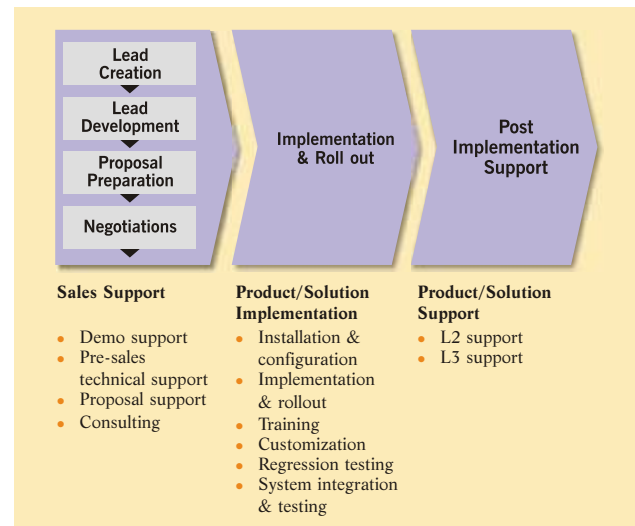 Lead
Creation
Lead
Development
Proposal
Preparation
Negotiations
Implementation
& Roll out
Post
Implementation
Support
Sales Support
• Demo support
• Pre-sales
technical support
• Proposal support
• Consulting
Product/Solution
Implementation
• Installation &
configuration
• Implementation
& rollout
• Training
• Customization
• Regression testing
• System integration
& testing
Product/Solution
Support
• L2 support
• L3 support